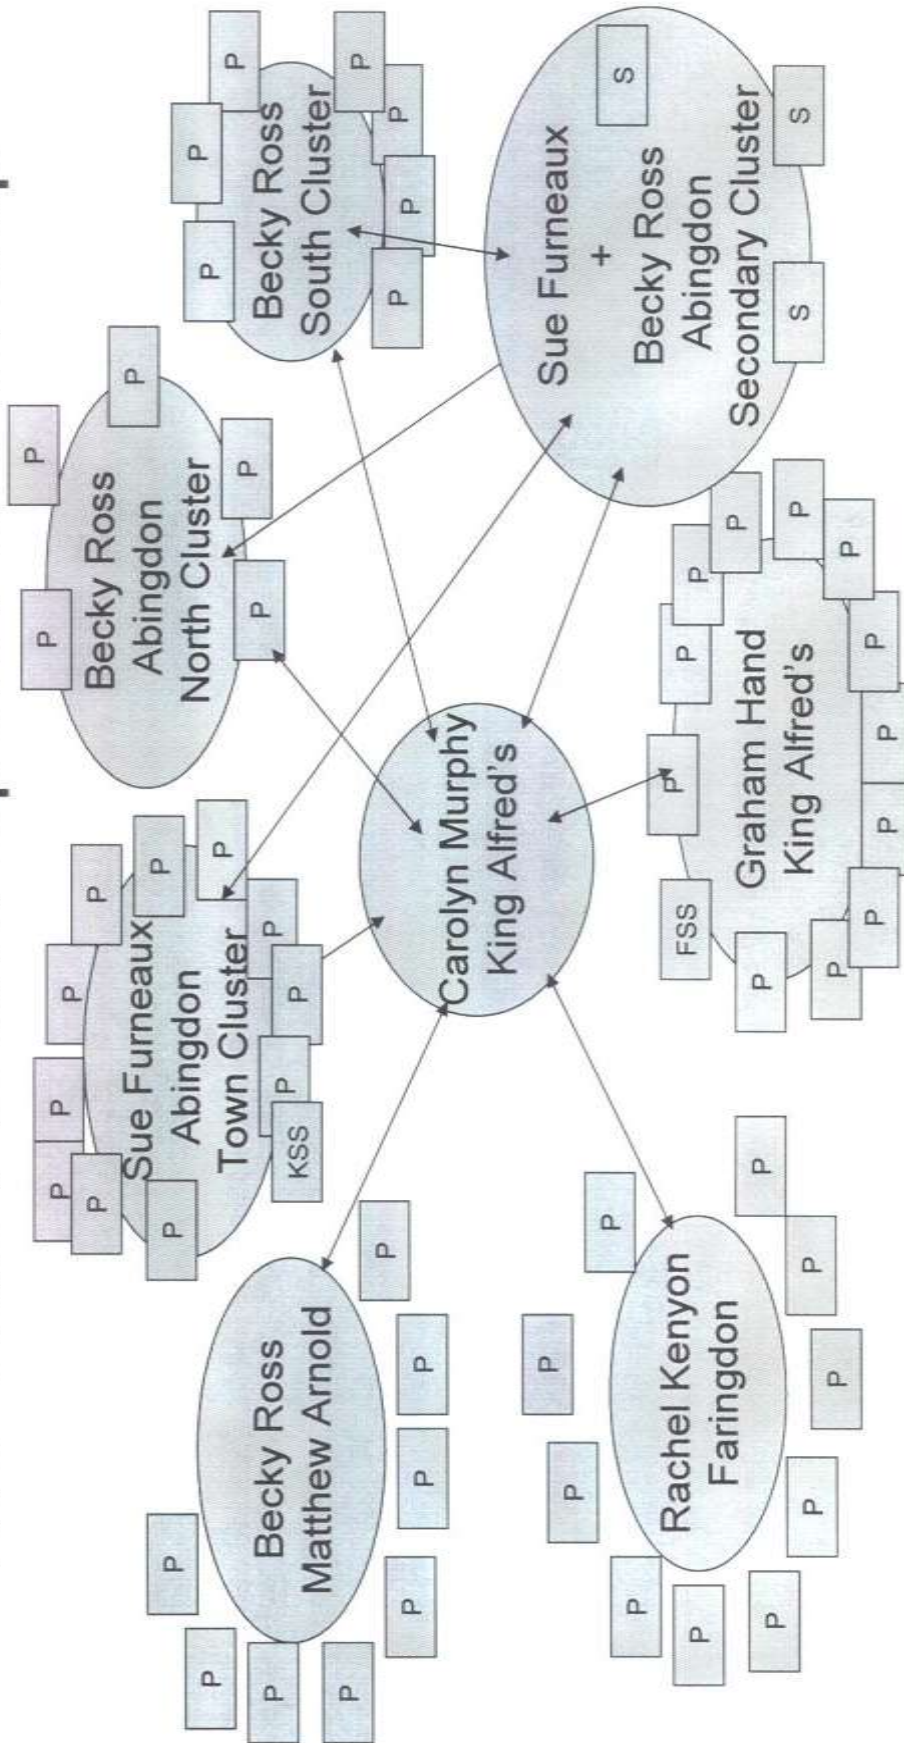 P
P
P
P
P
P
P
P
Becky Ross
Matthew Arnold
P
P
P
P
P
P
P
P
P
P
P
KSS
Sue Furneaux
Abingdon
Town Cluster
P
P
P
P
P
Becky Ross
Abingdon
North Cluster
P
P
P
P
P
P
P
Becky Ross
South Cluster
Carolyn Murphy
King Alfred's
S
Sue Furneaux
+
Becky Ross
Abingdon
Secondary Cluster
S
S
P
P
P
P
P
P
P
P
P
P
Rachel Kenyon
Faringdon
FSS
P
P
P
P
P
P
P
P
P
P
P
P
Graham Hand
King Alfred's